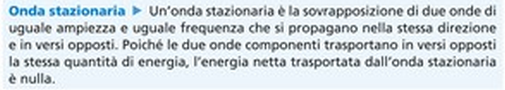 Onda stazionaria ► Un'onda stazionaria è la sovrapposizione di due onde di
uguale ampiezza e uguale frequenza che si propagano nella stessa direzione
e in versi opposti. Poiché le due onde componenti trasportano in versi opposti
la stessa quantità di energia, l'energia netta trasportata dall'onda stazionaria
è nulla.